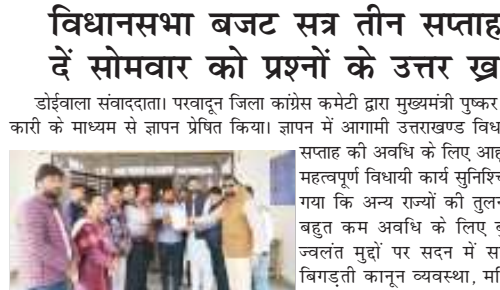 विधानसभा बजट सत्र तीन सप्ताह
दें सोमवार को प्रश्नों के उत्तर
डोईवाला संवाददाता। परवादून जिला कांग्रेस कमेटी द्वारा मुख्यमंत्री पुष्कर
कारी के माध्यम से ज्ञापन प्रेषित किया। ज्ञापन में आगामी उत्तराखण्ड
सप्ताह की अवधि के लिए
महत्वपूर्ण विधायी कार्य
गया कि अन्य राज्यों की
बहुत कम अवधि के लिए
ज्वलंत मुद्दों पर सदन में
बिगड़ती कानून व्यवस्था,